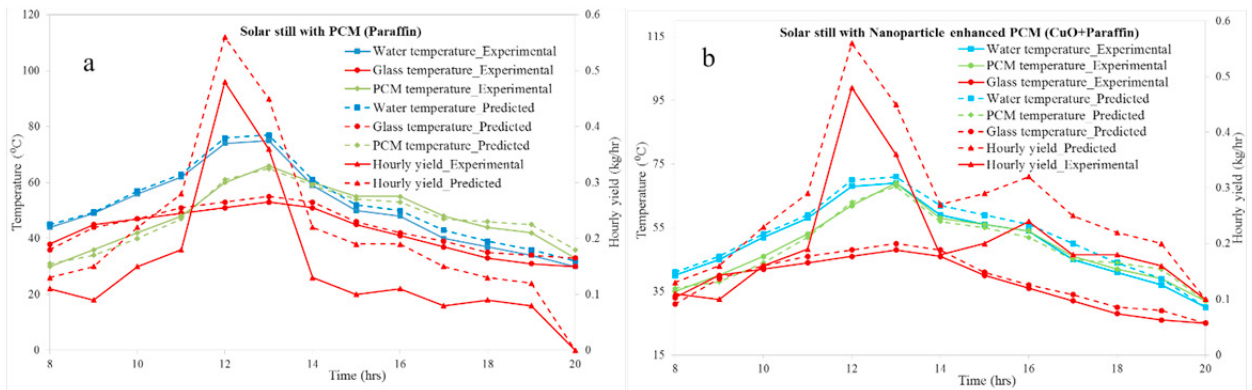 Solar still with PCM (Paraffin)
a
Water temperature_Experimental
Glass temperature_Experimental
PCM temperature_Experimental
Water temperature_Predicted
Glass temperature_Predicted
PCM temperature_Predicted
Hourly yield_Experimental
Hourly yield_Predicted
Temperature (⁰C)
120
100
80
60
40
20
0
Hourly yield (kg/hr)
0.6
0.5
0.4
0.3
0.2
0.1
0
8 10 12 14 16 18 20
Time (hrs)
Solar still with Nanoparticle enhanced PCM (CuO+Paraffin)
b
Water temperature_Experimental
PCM temperature_Experimental
Glass temperature_Experimental
Water temperature_Predicted
PCM temperature_Predicted
Glass temperature_Predicted
Hourly yield_Predicted
Hourly yield_Experimental
Temperature (⁰C)
115
95
75
55
35
15
Hourly yield (kg/hr)
0.6
0.5
0.4
0.3
0.2
0.1
0
8 10 12 14 16 18 20
Time (hrs)